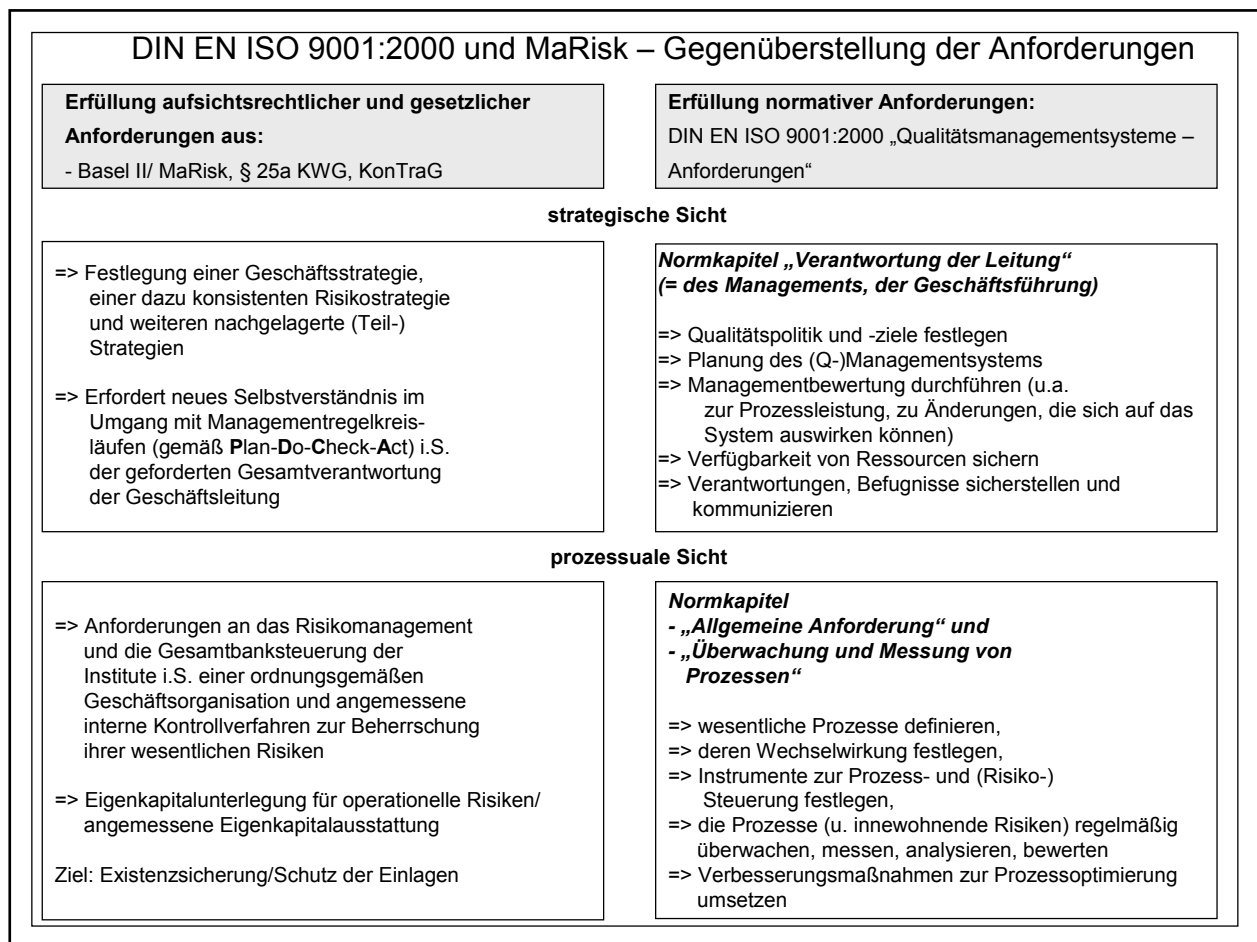 DIN EN ISO 9001:2000 und MaRisk – Gegenüberstellung der Anforderungen
Erfüllung aufsichtsrechtlicher und gesetzlicher
Anforderungen aus:
- Basel II/ MaRisk, § 25a KWG, KonTraG
Erfüllung normativer Anforderungen:
DIN EN ISO 9001:2000 „Qualitätsmanagementsysteme –
Anforderungen“
strategische Sicht
=> Festlegung einer Geschäftsstrategie,
einer dazu konsistenten Risikostrategie
und weiteren nachgelagerte (Teil-)
Strategien
=> Erfordert neues Selbstverständnis im
Umgang mit Managementregelkreis-
läufen (gemäß Plan-Do-Check-Act) i.S.
der geforderten Gesamtverantwortung
der Geschäftsleitung
Normkapitel „Verantwortung der Leitung“
(= des Managements, der Geschäftsführung)
=> Qualitätspolitik und -ziele festlegen
=> Planung des (Q-)Managementsystems
=> Managementbewertung durchführen (u.a.
zur Prozessleistung, zu Änderungen, die sich auf das
System auswirken können)
=> Verfügbarkeit von Ressourcen sichern
=> Verantwortungen, Befugnisse sicherstellen und
kommunizieren
prozessuale Sicht
=> Anforderungen an das Risikomanagement
und die Gesamtbanksteuerung der
Institute i.S. einer ordnungsgemäßen
Geschäftsorganisation und angemessene
interne Kontrollverfahren zur Beherrschung
ihrer wesentlichen Risiken
=> Eigenkapitalunterlegung für operationelle Risiken/
angemessene Eigenkapitalausstattung
Ziel: Existenzsicherung/Schutz der Einlagen
Normkapitel
- „Allgemeine Anforderung“ und
- „Überwachung und Messung von
Prozessen“
=> wesentliche Prozesse definieren,
=> deren Wechselwirkung festlegen,
=> Instrumente zur Prozess- und (Risiko-)
Steuerung festlegen,
=> die Prozesse (u. innewohnende Risiken) regelmäßig
überwachen, messen, analysieren, bewerten
=> Verbesserungsmaßnahmen zur Prozessoptimierung
umsetzen